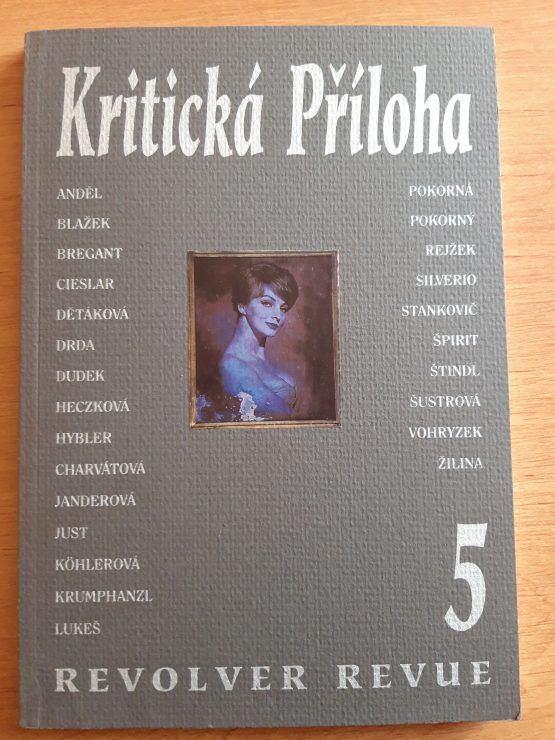 Kritická Příloha
ANDĚL
BLAŽEK
BREGANT
CIESLAR
DĚTÁKOVÁ
DRDA
DUDEK
HECZKOVÁ
HYBLER
CHARVÁTOVÁ
JANDEROVÁ
JUST
KÖHLEROVÁ
KRUMPHANZL
LUKEŠ
POKORNÁ
POKORNÝ
REJŽEK
SILVERIO
STANKOVIČ
ŠPIRIT
ŠTINDL
ŠUSTROVÁ
VOHRYZEK
ŽILINA
5
REVOLVER REVUE